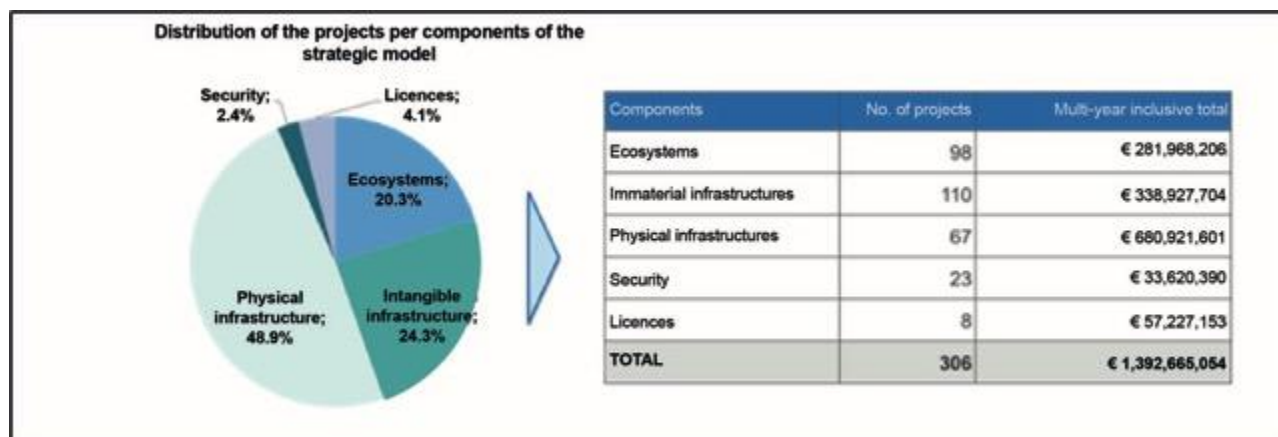 Distribution of the projects per components of the
strategic model
Security;
2.4%
Licences;
4.1%
Ecosystems;
20.3%
Physical
infrastructure;
48.9%
Intangible
infrastructure;
24.3%
Components No. of projects Multi-year inclusive total
Ecosystems 98 € 281,968,206
Immaterial infrastructures 110 € 338,927,704
Physical infrastructures 67 € 680,921,601
Security 23 € 33,620,390
Licences 8 € 57,227,153
TOTAL 306 € 1,392,665,054